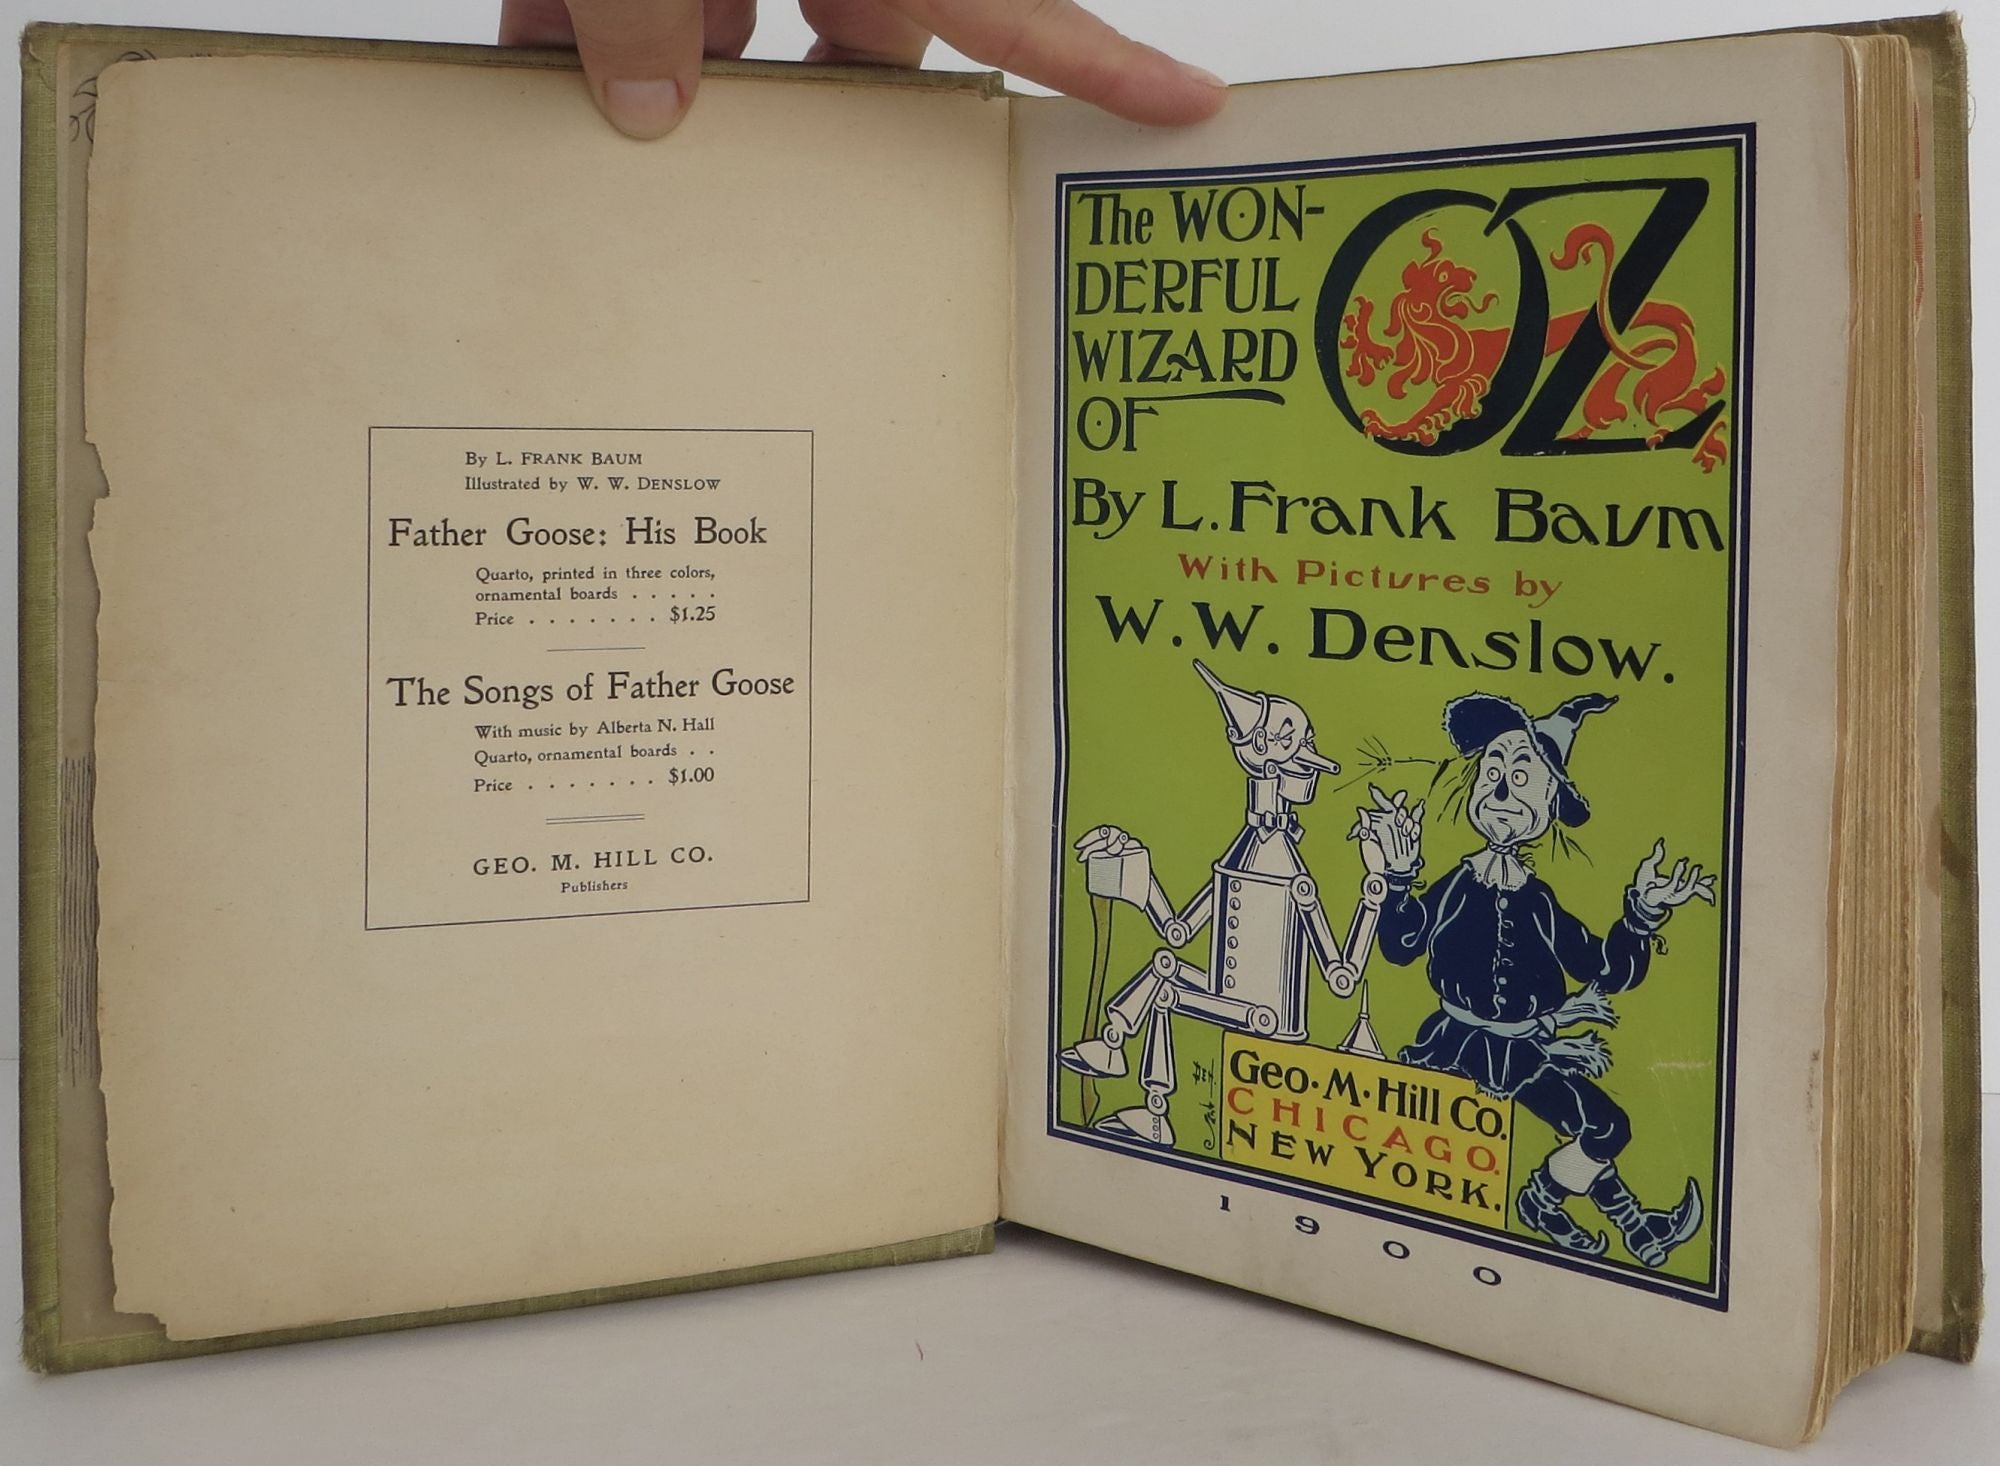 By L. FRANK BAUM
Illustrated by W. W. DENSLOW
Father Goose: His Book
Quarto, printed in three colors,
ornamental boards . . . . .
Price . . . . . . . $1.25
The Songs of Father Goose
With music by Alberta N. Hall
Quarto, ornamental boards . .
Price . . . . . . . $1.00
GEO. M. HILL CO.
Publishers
The WON-
DERFUL
WIZARD
OF
OZ
By L. Frank Baum
With Pictures by
W. W. Denslow.
Geo. M. Hill Co.
CHICAGO.
NEW YORK.
1900